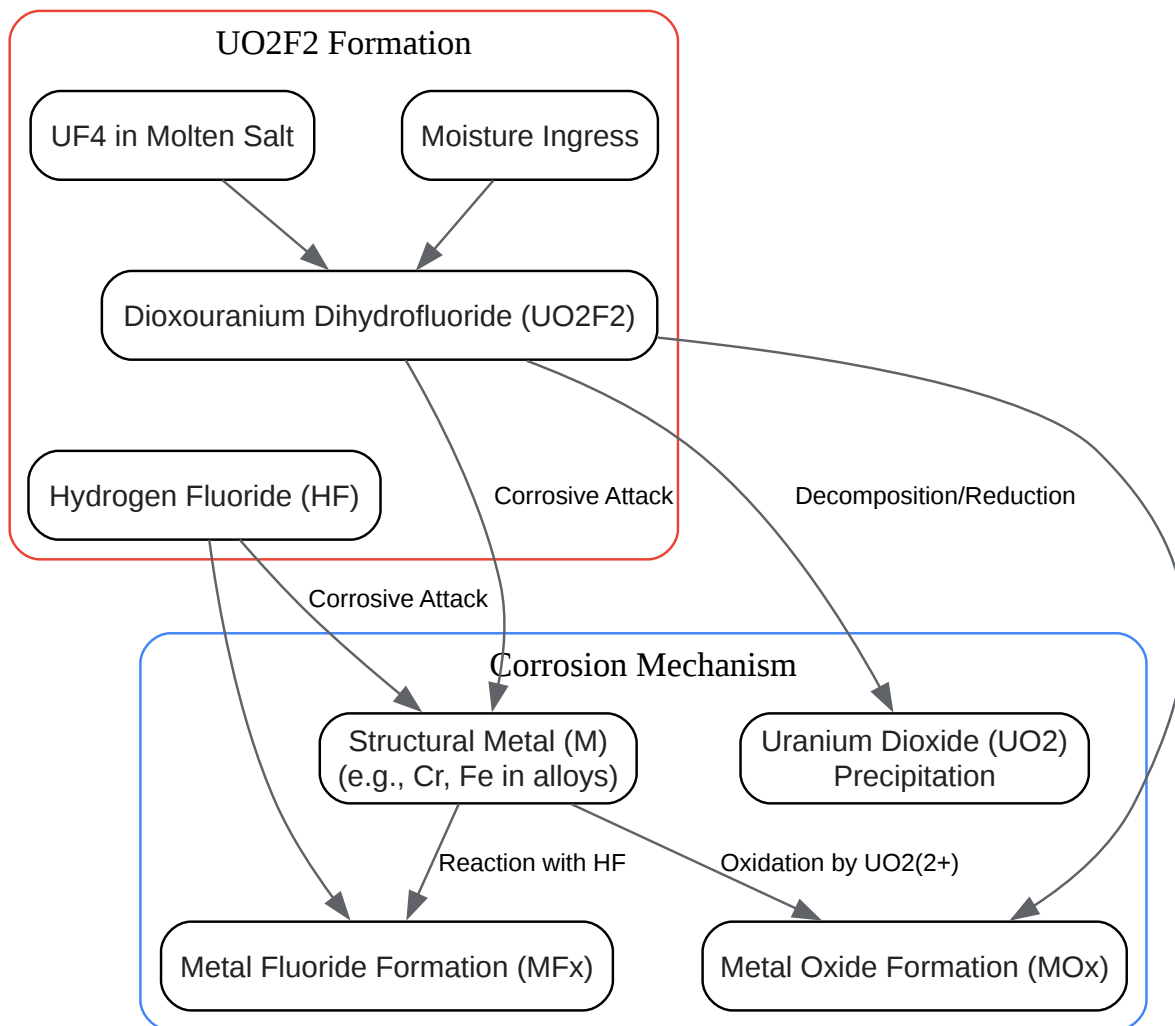 UO2F2 Formation
UF4 in Molten Salt
Moisture Ingress
Dioxouranium Dihydrofluoride (UO2F2)
Hydrogen Fluoride (HF)
Corrosive Attack
Decomposition/Reduction
Corrosive Attack
Corrosion Mechanism
Structural Metal (M)
(e.g., Cr, Fe in alloys)
Uranium Dioxide (UO2)
Precipitation
Reaction with HF
Oxidation by UO2(2+)
Metal Fluoride Formation (MFx)
Metal Oxide Formation (MOx)